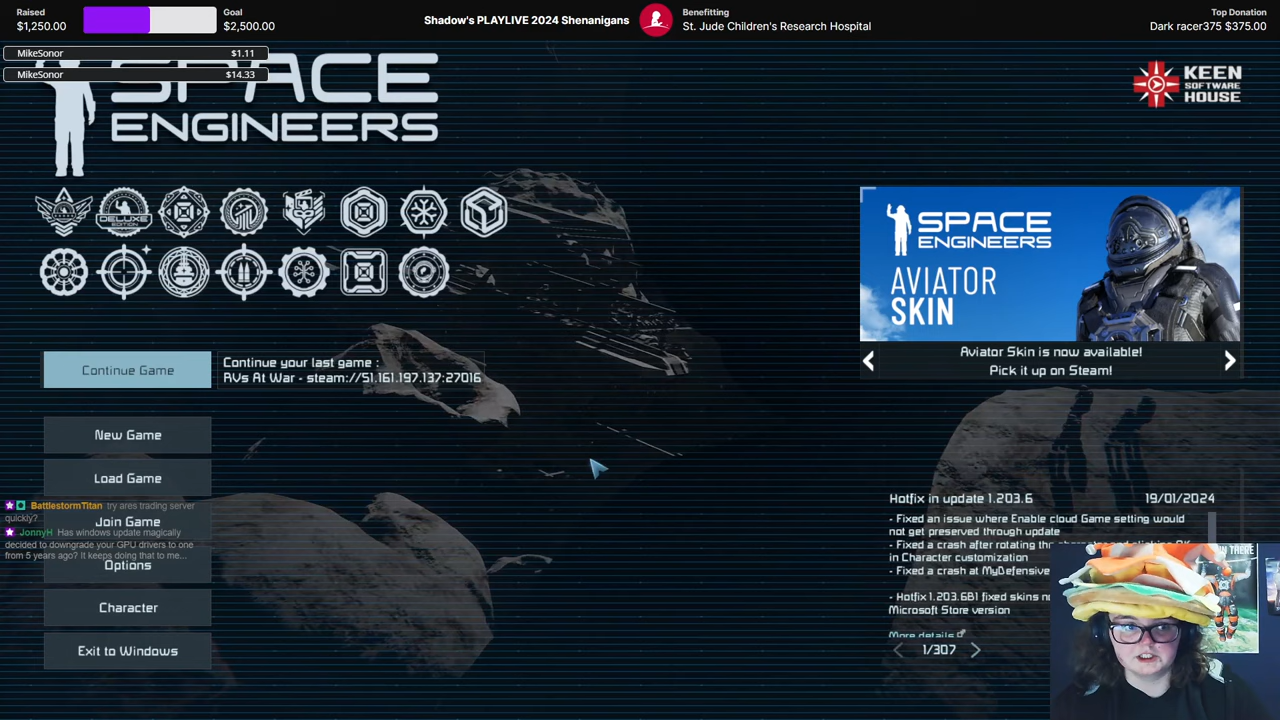 Raised
$1,250.00
Goal
$2,500.00
Shadow's PLAYLIVE 2024 Shenanigans
Benefitting
St. Jude Children's Research Hospital
Top Donation
Dark racer375 $375.00
MikeSonor $1.11
MikeSonor $14.33
SPACE
ENGINEERS
KEEN
SOFTWARE
HOUSE
DELUXE
EDITION
SPACE
ENGINEERS
AVIATOR
SKIN
Aviator Skin is now available!
Pick it up on Steam!
Continue Game
Continue your last game :
RVs At War - steam://51.161.197.137:27016
New Game
Load Game
BattlestormTitan try ares trading server
quickly?
Join Game
JonnyH Has windows update magically
decided to downgrade your GPU drivers to one
from 5 years ago? It keeps doing that to me...
Options
Character
Exit to Windows
Hotfix in update 1.203.6 19/01/2024
- Fixed an issue where Enable cloud Game setting would
not get preserved through update
- Fixed a crash after rotating
in Character customization
- Fixed a crash at MyDefensive
- Hotfix 1.203.6B1 fixed skins
Microsoft Store version
More details
1/307
THERE